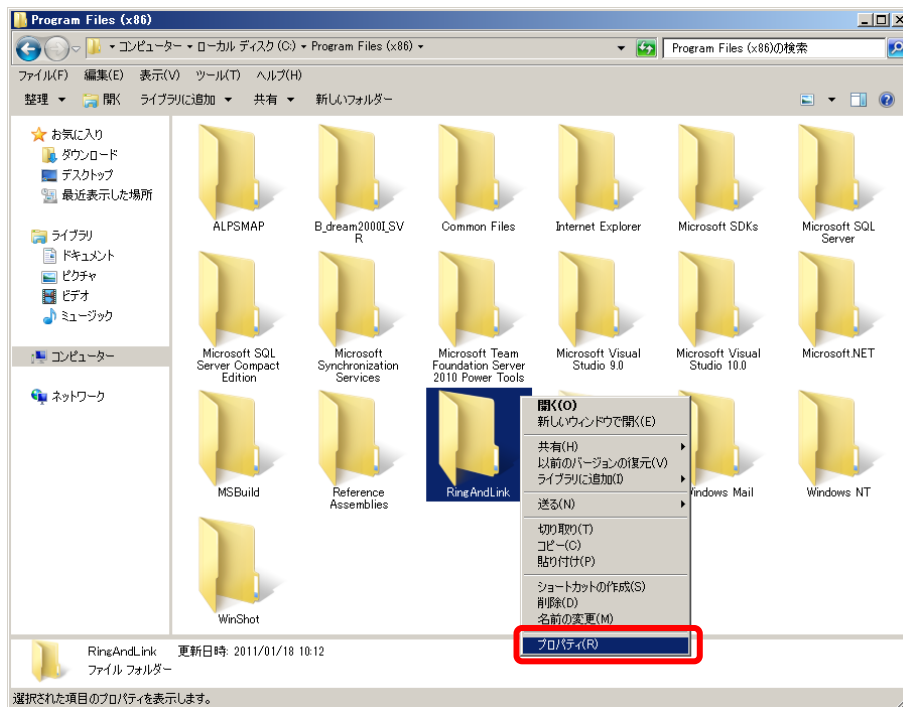 Program Files (x86)
コンピューター ローカル ディスク (C:) Program Files (x86)
Program Files (x86)の検索
ファイル(F) 編集(E) 表示(V) ツール(T) ヘルプ(H)
整理 開く ライブラリに追加 共有 新しいフォルダー
お気に入り
ダウンロード
デスクトップ
最近表示した場所
ライブラリ
ドキュメント
ピクチャ
ビデオ
ミュージック
コンピューター
ネットワーク
ALPSMAP
B_dream2000I_SV
R
Common Files
Internet Explorer
Microsoft SDKs
Microsoft SQL
Server
Microsoft SQL
Server Compact
Edition
Microsoft
Synchronization
Services
Microsoft Team
Foundation Server
2010 Power Tools
Microsoft Visual
Studio 9.0
Microsoft Visual
Studio 10.0
Microsoft.NET
MSBuild
Reference
Assemblies
RingAndLink
Windows Mail
Windows NT
WinShot
開く(O)
新しいウィンドウで開く(E)
共有(H)
以前のバージョンの復元(V)
ライブラリに追加(I)
送る(N)
切り取り(T)
コピー(C)
貼り付け(P)
ショートカットの作成(S)
削除(D)
名前の変更(M)
プロパティ(R)
RingAndLink 更新日時: 2011/01/18 10:12
ファイル フォルダー
選択された項目のプロパティを表示します。